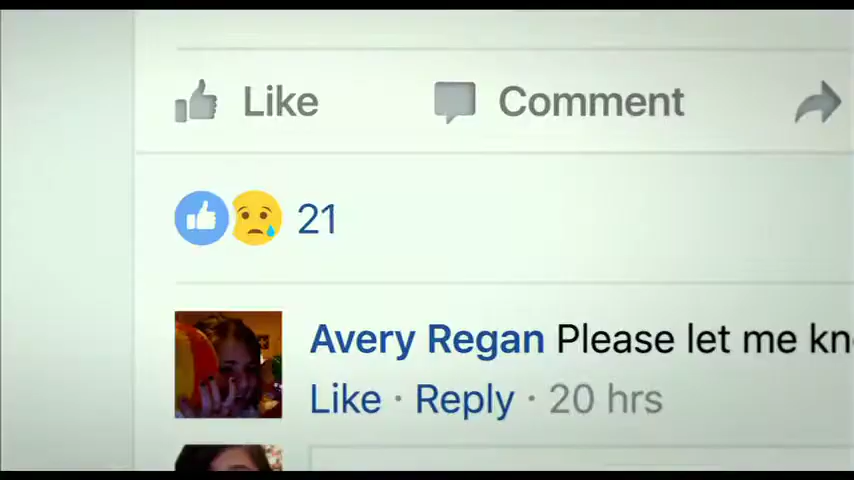 Like Comment
21
Avery Regan Please let me kn
Like · Reply · 20 hrs